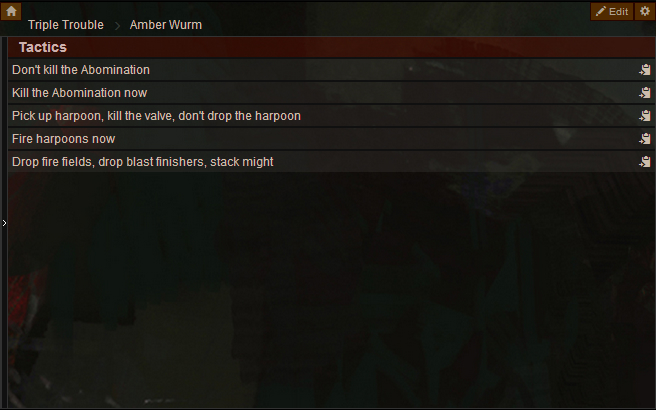 Edit
Triple Trouble > Amber Wurm
Tactics
Don't kill the Abomination
Kill the Abomination now
Pick up harpoon, kill the valve, don't drop the harpoon
Fire harpoons now
Drop fire fields, drop blast finishers, stack might